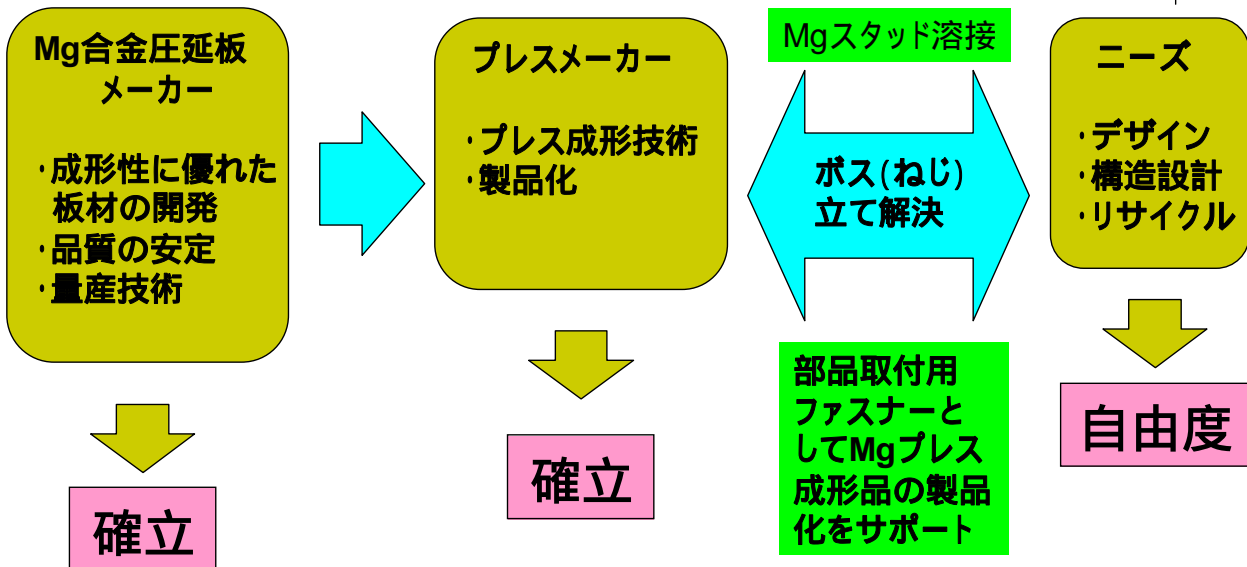 Mg合金圧延板
メーカー
・成形性に優れた
板材の開発
・品質の安定
・量産技術
確立
プレスメーカー
・プレス成形技術
・製品化
確立
Mgスタッド溶接
ボス(ねじ)
立て解決
部品取付用
ファスナーと
してMgプレス
成形品の製品
化をサポート
ニーズ
・デザイン
・構造設計
・リサイクル
自由度